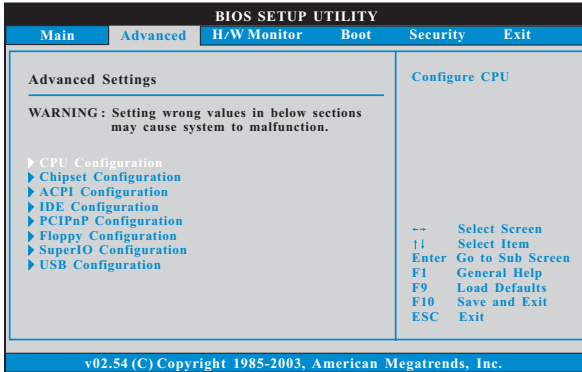 BIOS SETUP UTILITY
Main Advanced H/W Monitor Boot Security Exit
Advanced Settings
WARNING : Setting wrong values in below sections
may cause system to malfunction.
CPU Configuration
Chipset Configuration
ACPI Configuration
IDE Configuration
PCIPnP Configuration
Floppy Configuration
SuperIO Configuration
USB Configuration
Configure CPU
←→ Select Screen
↑↓ Select Item
Enter Go to Sub Screen
F1 General Help
F9 Load Defaults
F10 Save and Exit
ESC Exit
v02.54 (C) Copyright 1985-2003, American Megatrends, Inc.